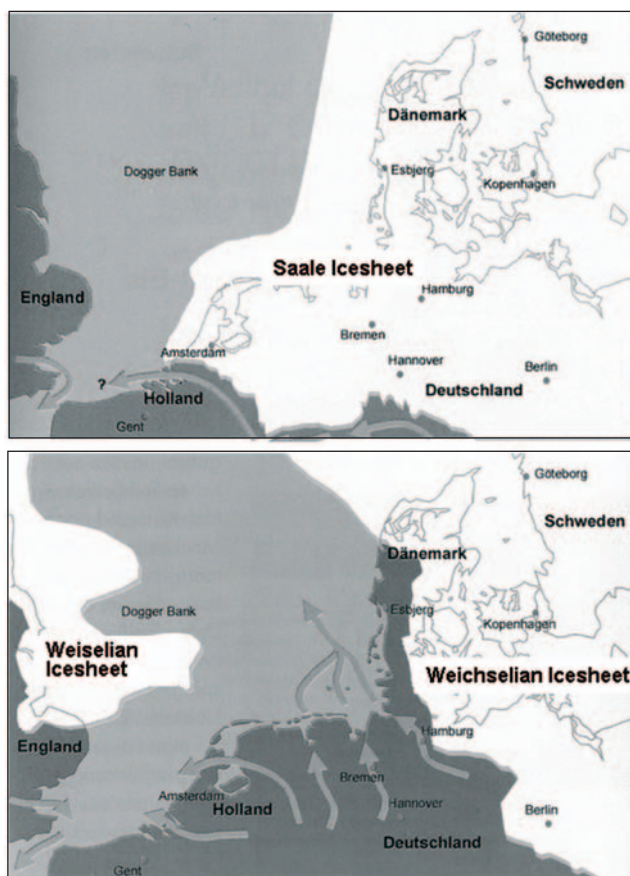 Göteborg
Schweden
Dänemark
Dogger Bank
Esbjerg
Kopenhagen
Saale Icesheet
England
Hamburg
Bremen
Amsterdam
Hannover
Berlin
?
Deutschland
Holland
Gent
Göteborg
Schweden
Dänemark
Dogger Bank
Esbjerg
Kopenhagen
Weiselian
Icesheet
Weichselian Icesheet
Hamburg
England
Bremen
Amsterdam
Holland
Hannover
Berlin
Deutschland
Gent